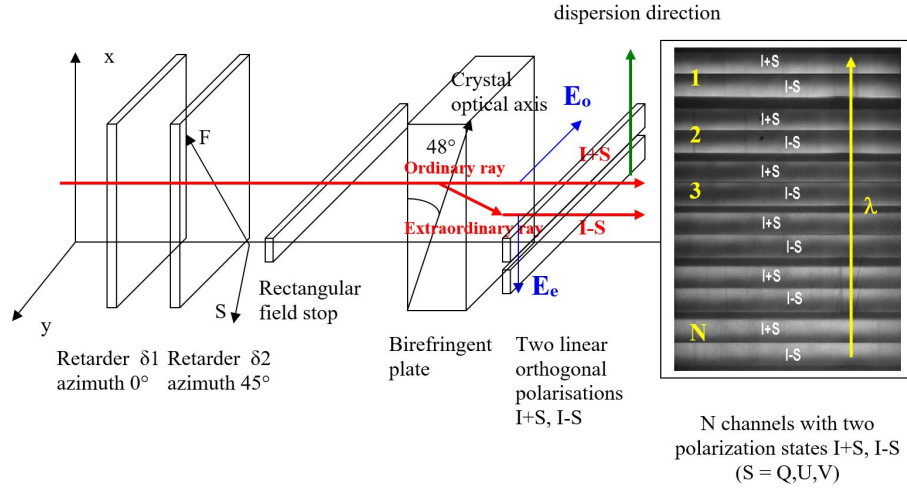 dispersion direction
x
Crystal
optical axis
E₀
F
48°
Ordinary ray
I+S
Extraordinary ray
I-S
Rectangular
field stop
S
Eₑ
y
Retarder δ1
azimuth 0°
Retarder δ2
azimuth 45°
Birefringent
plate
Two linear
orthogonal
polarisations
I+S, I-S
I+S
1
I-S
I+S
2
I-S
I+S
3
I-S
λ
I+S
I-S
I+S
I-S
N
I+S
I-S
N channels with two
polarization states I+S, I-S
(S = Q,U,V)